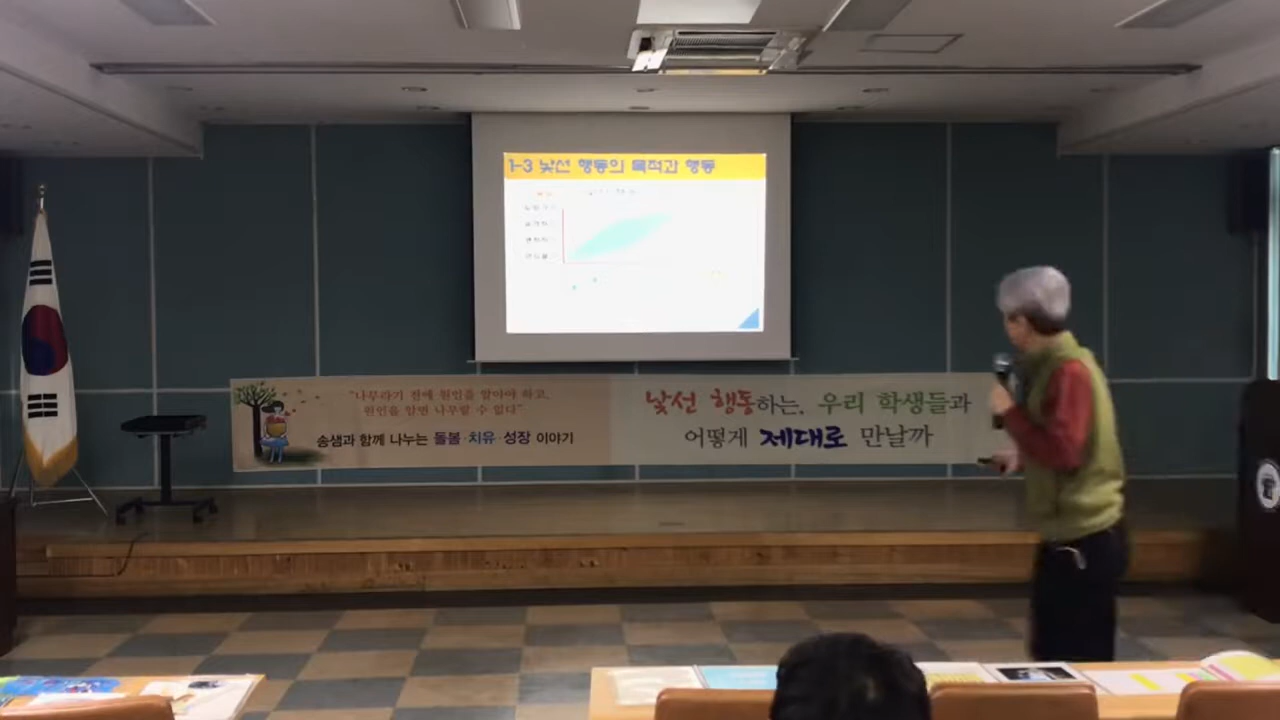 1-3 낯선 행동의 목적과 행동
"나무라기 전에 원인을 알아야 하고,
원인을 알면 나무랄 수 없다"
송샘과 함께 나누는 돌봄·치유·성장 이야기
낯선 행동하는, 우리 학생들과
어떻게 제대로 만날까